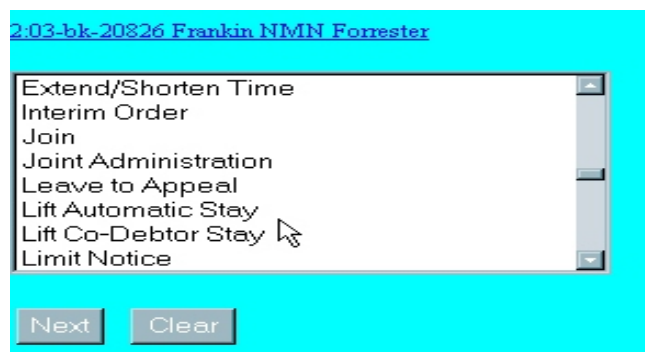 2:03-bk-20826 Frankin NMN Forrester
Extend/Shorten Time
Interim Order
Join
Joint Administration
Leave to Appeal
Lift Automatic Stay
Lift Co-Debtor Stay
Limit Notice
Next Clear